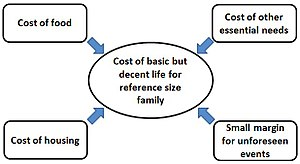 Cost of food
Cost of other
essential needs
Cost of basic but
decent life for
reference size
family
Cost of housing
Small margin
for unforeseen
events